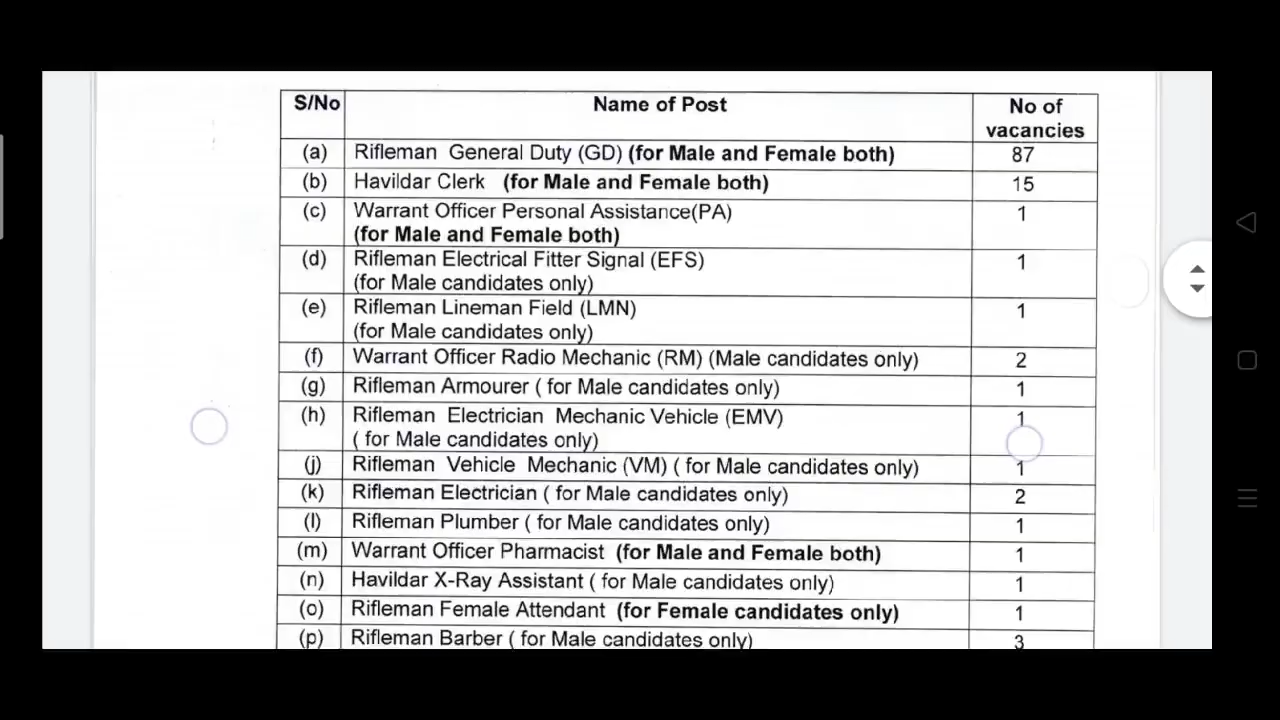 S/No Name of Post No of
vacancies
(a) Rifleman General Duty (GD) (for Male and Female both) 87
(b) Havildar Clerk (for Male and Female both) 15
(c) Warrant Officer Personal Assistance(PA) 1
(for Male and Female both)
(d) Rifleman Electrical Fitter Signal (EFS) 1
(for Male candidates only)
(e) Rifleman Lineman Field (LMN) 1
(for Male candidates only)
(f) Warrant Officer Radio Mechanic (RM) (Male candidates only) 2
(g) Rifleman Armourer ( for Male candidates only) 1
(h) Rifleman Electrician Mechanic Vehicle (EMV) 1
( for Male candidates only)
(j) Rifleman Vehicle Mechanic (VM) ( for Male candidates only) 1
(k) Rifleman Electrician ( for Male candidates only) 2
(l) Rifleman Plumber ( for Male candidates only) 1
(m) Warrant Officer Pharmacist (for Male and Female both) 1
(n) Havildar X-Ray Assistant ( for Male candidates only) 1
(o) Rifleman Female Attendant (for Female candidates only) 1
(p) Rifleman Barber ( for Male candidates only) 3